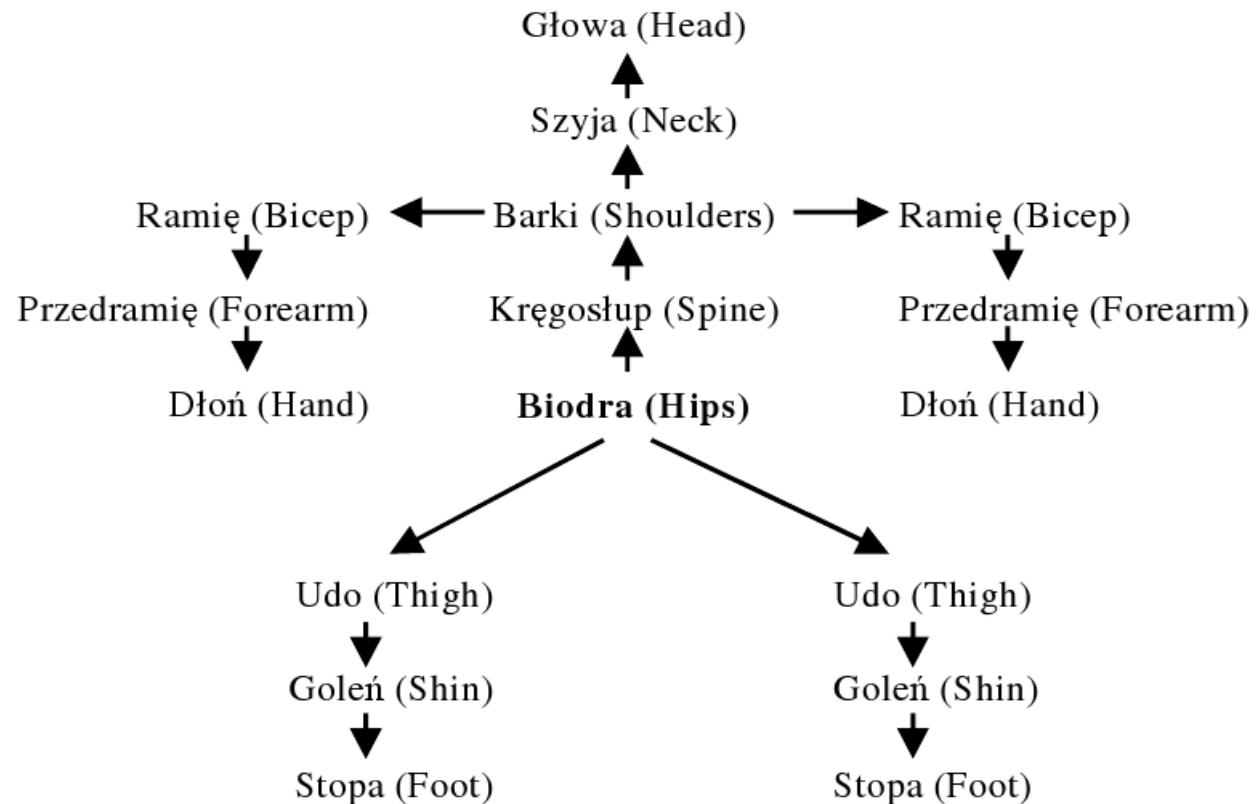 Głowa (Head)
Szyja (Neck)
Ramię (Bicep) Barki (Shoulders) Ramię (Bicep)
Przedramię (Forearm) Kręgosłup (Spine) Przedramię (Forearm)
Dłoń (Hand) Biodra (Hips) Dłoń (Hand)
Udo (Thigh) Udo (Thigh)
Goleń (Shin) Goleń (Shin)
Stopa (Foot) Stopa (Foot)